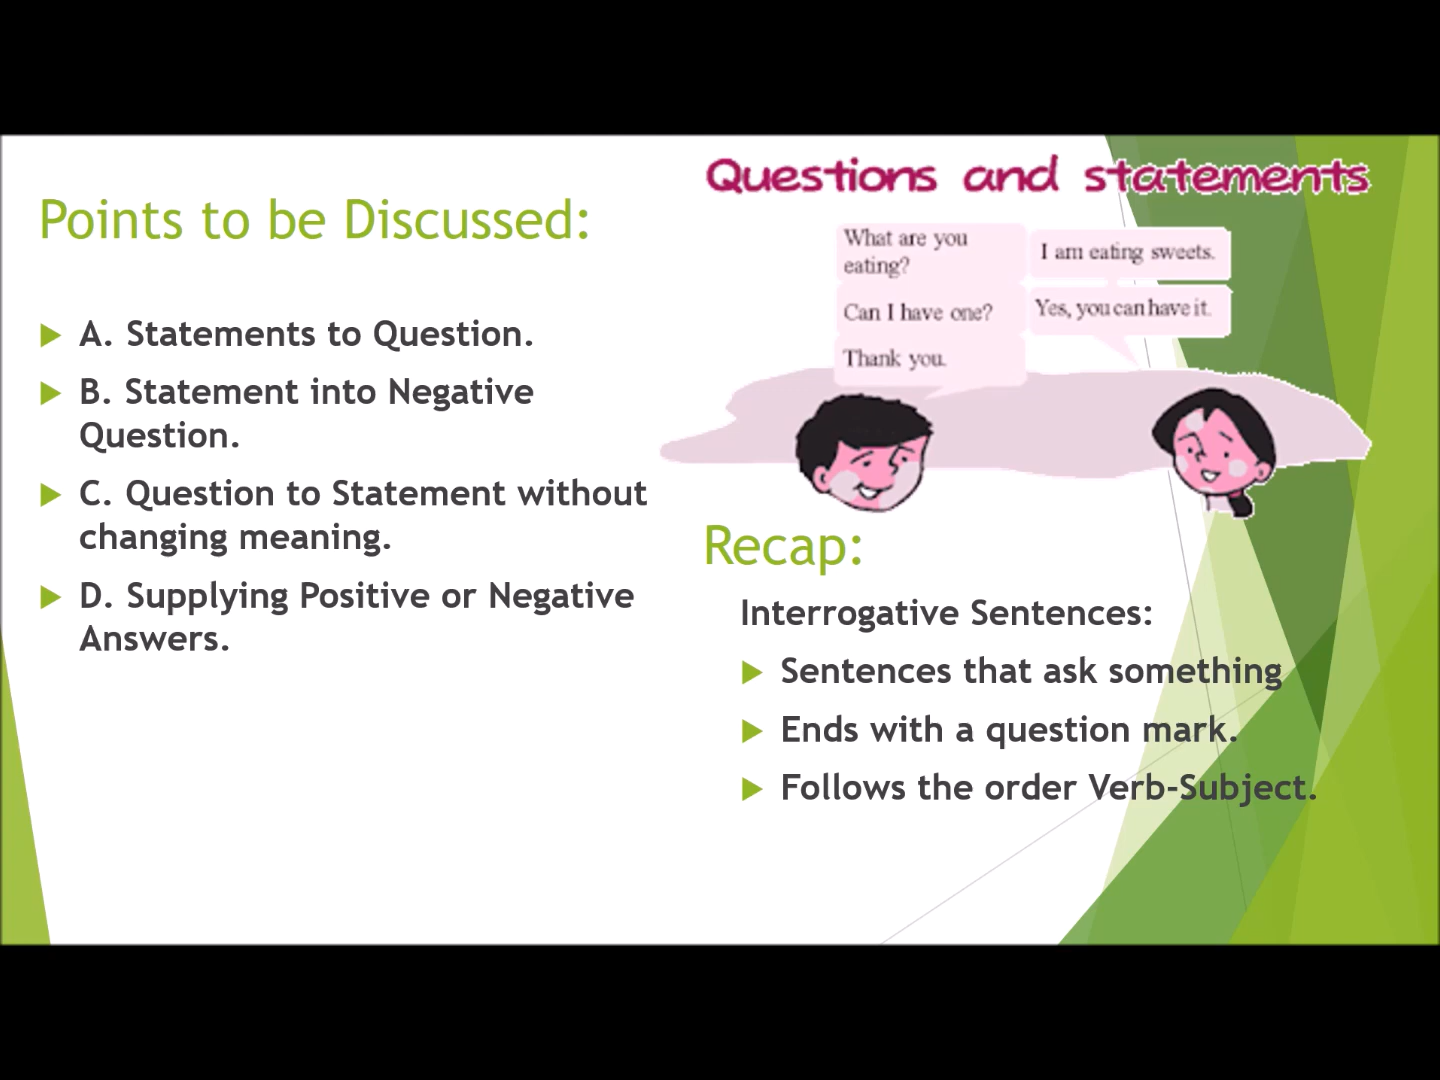 Points to be Discussed:
A. Statements to Question.
B. Statement into Negative
Question.
C. Question to Statement without
changing meaning.
D. Supplying Positive or Negative
Answers.
Questions and statements
What are you
eating?
I am eating sweets.
Can I have one?
Yes, you can have it.
Thank you.
Recap:
Interrogative Sentences:
Sentences that ask something
Ends with a question mark.
Follows the order Verb-Subject.